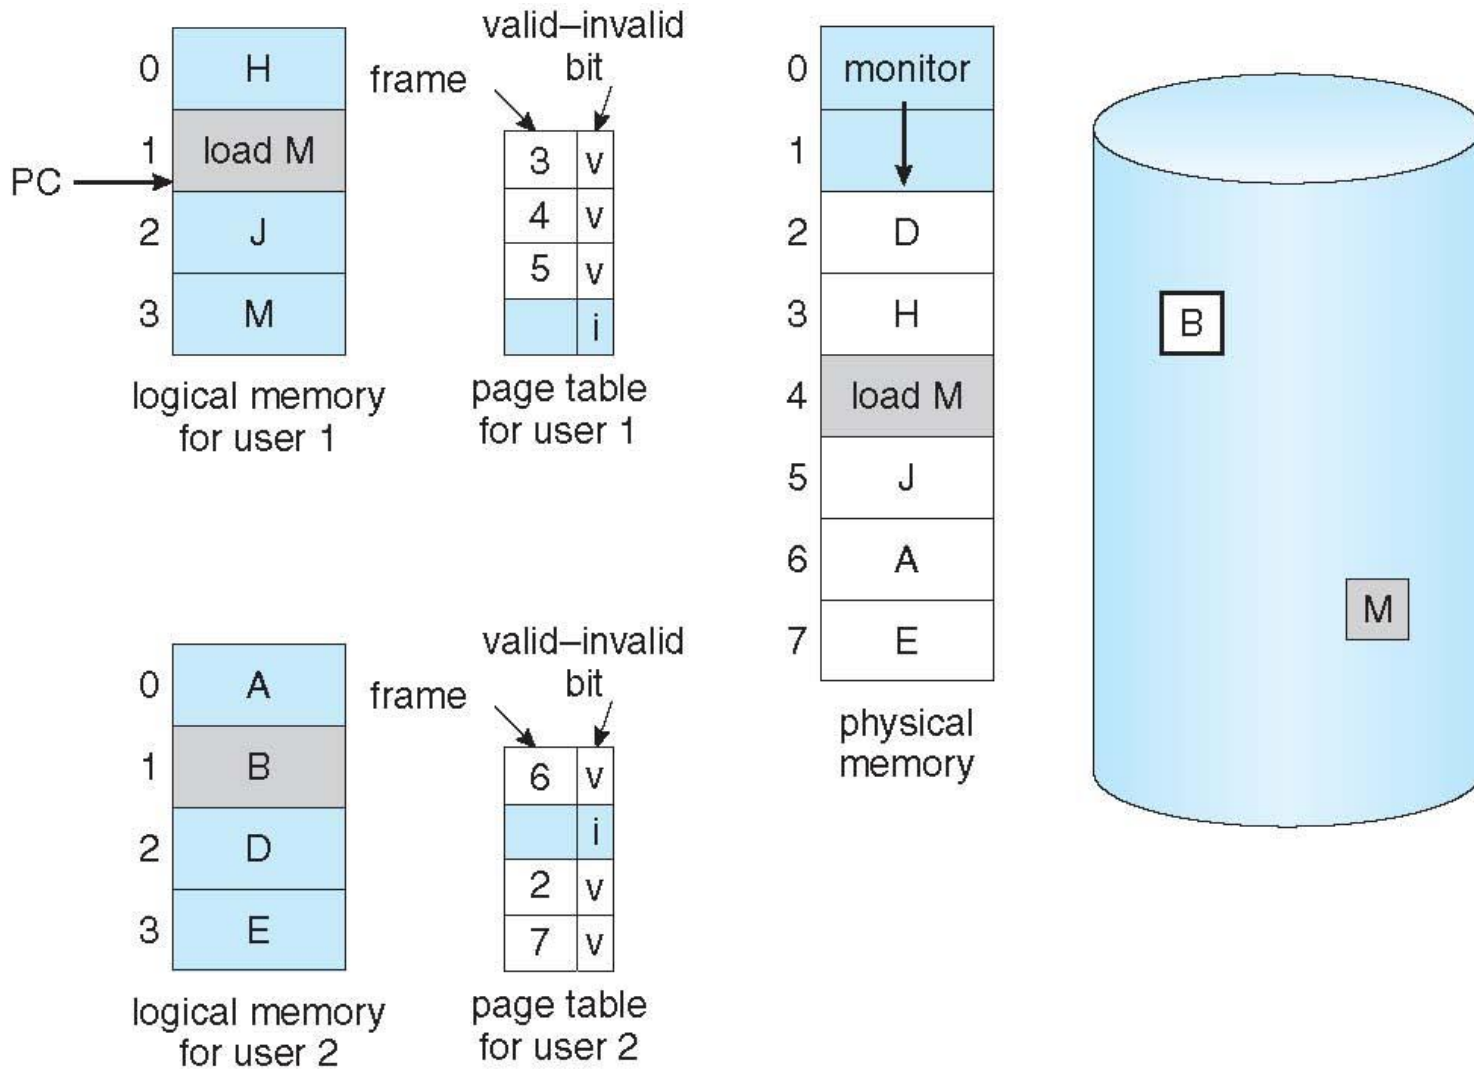 valid–invalid
bit
frame
0 H
1 load M
PC
2 J
3 M
3 v
4 v
5 v
i
logical memory
for user 1
page table
for user 1
valid–invalid
bit
frame
0 A
1 B
2 D
3 E
6 v
i
2 v
7 v
logical memory
for user 2
page table
for user 2
0 monitor
1
2 D
3 H
4 load M
5 J
6 A
7 E
physical
memory
B
M